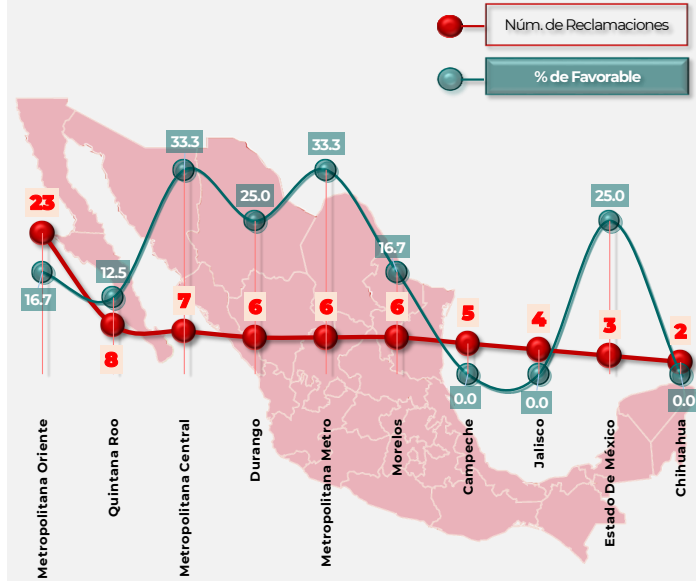 Núm. de Reclamaciones
% de Favorable
33.3
33.3
25.0
25.0
23
16.7
16.7
12.5
8
7
6
6
6
5
4
3
2
0.0
0.0
0.0
Metropolitana Oriente
Quintana Roo
Metropolitana Central
Durango
Metropolitana Metro
Morelos
Campeche
Jalisco
Estado De México
Chihuahua